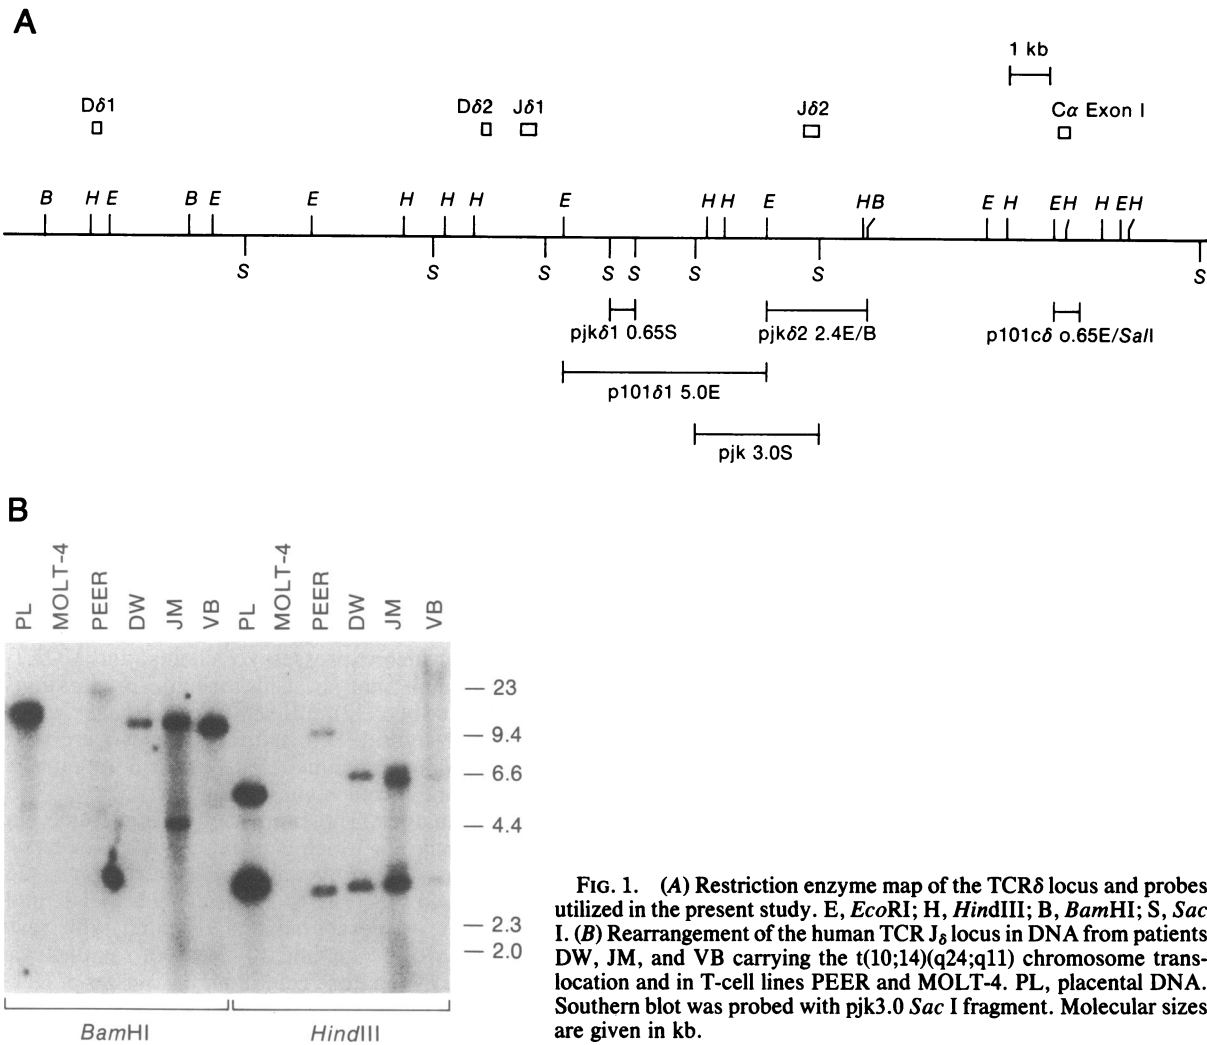 A
1 kb
Dδ1 Dδ2 Jδ1 Jδ2 Cα Exon I
B H E B E E H H H E H H E H B E H E H H E H
S S S S S S S S
pjkδ1 0.65S pjkδ2 2.4E/B p101cδ o.65E/SalI
p101δ1 5.0E
pjk 3.0S
B
PL MOLT-4 PEER DW JM VB PL MOLT-4 PEER DW JM VB
— 23
— 9.4
— 6.6
— 4.4
— 2.3
— 2.0
BamHI HindIII
FIG. 1. (A) Restriction enzyme map of the TCRδ locus and probes
utilized in the present study. E, EcoRI; H, HindIII; B, BamHI; S, Sac
I. (B) Rearrangement of the human TCR Jδ locus in DNA from patients
DW, JM, and VB carrying the t(10;14)(q24;q11) chromosome trans-
location and in T-cell lines PEER and MOLT-4. PL, placental DNA.
Southern blot was probed with pjk3.0 Sac I fragment. Molecular sizes
are given in kb.